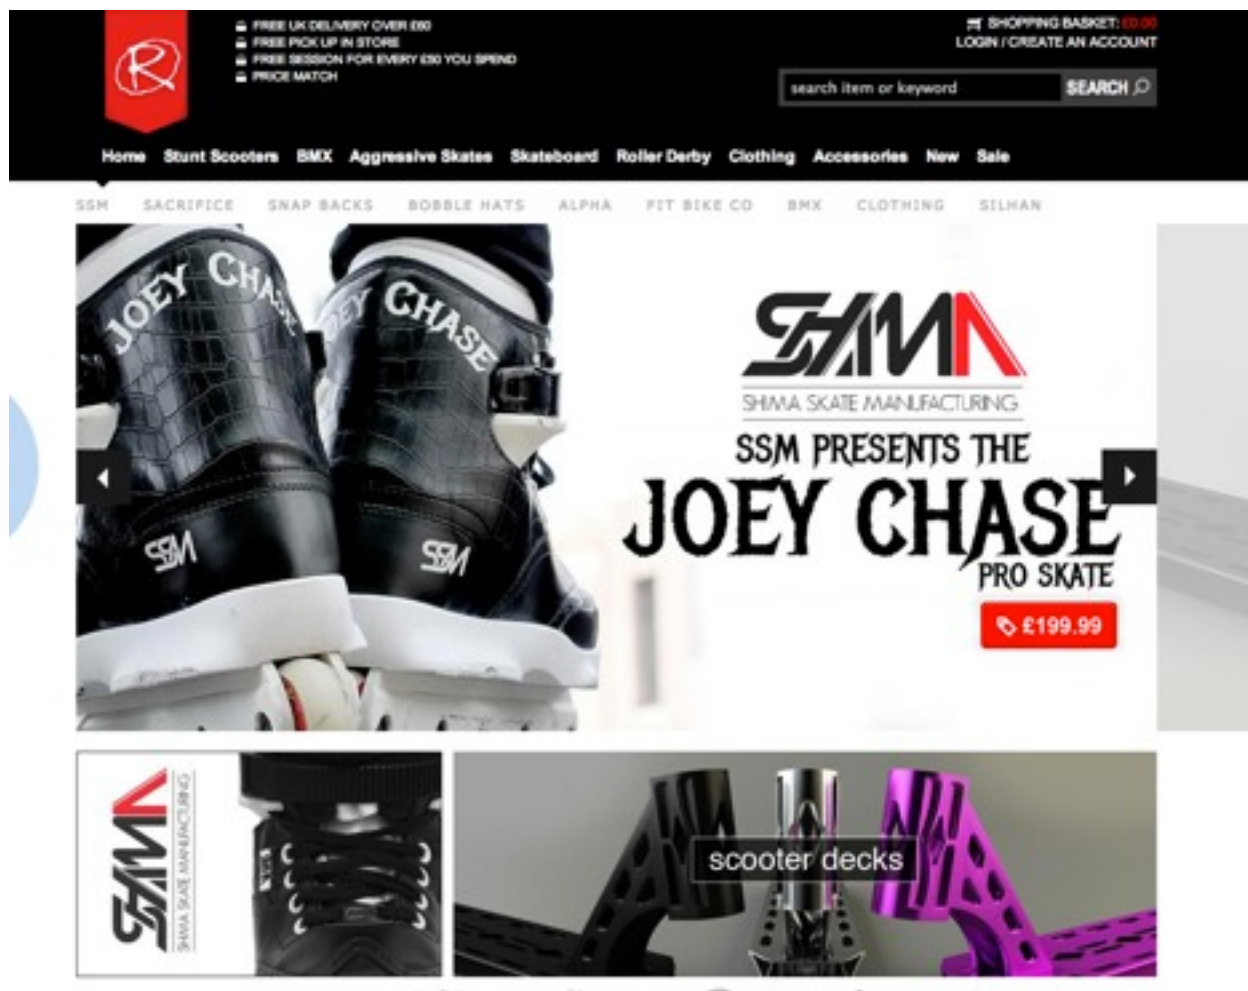 FREE UK DELIVERY OVER £60
FREE PICK UP IN STORE
FREE SESSION FOR EVERY £50 YOU SPEND
PRICE MATCH
SHOPPING BASKET: £0.00
LOGIN / CREATE AN ACCOUNT
search item or keyword SEARCH
R
Home Stunt Scooters BMX Aggressive Skates Skateboard Roller Derby Clothing Accessories New Sale
SSM SACRIFICE SNAP BACKS BOBBLE HATS ALPHA FIT BIKE CO BMX CLOTHING SILHAN
JOEY CHASE
CHASE
SSM
SSM
SHIMA
SHIMA SKATE MANUFACTURING
SSM PRESENTS THE
JOEY CHASE
PRO SKATE
£199.99
SHIMA
SHIMA SKATE MANUFACTURING
scooter decks